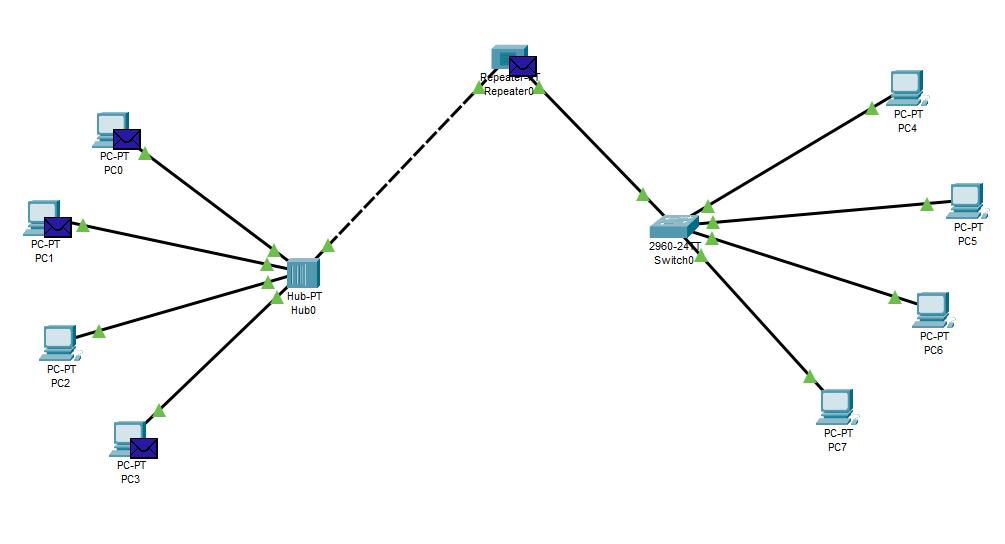 Repeater-PT
Repeater0
PC-PT
PC4
PC-PT
PC0
PC-PT
PC1
PC-PT
PC5
2960-24TT
Switch0
Hub-PT
Hub0
PC-PT
PC6
PC-PT
PC2
PC-PT
PC7
PC-PT
PC3